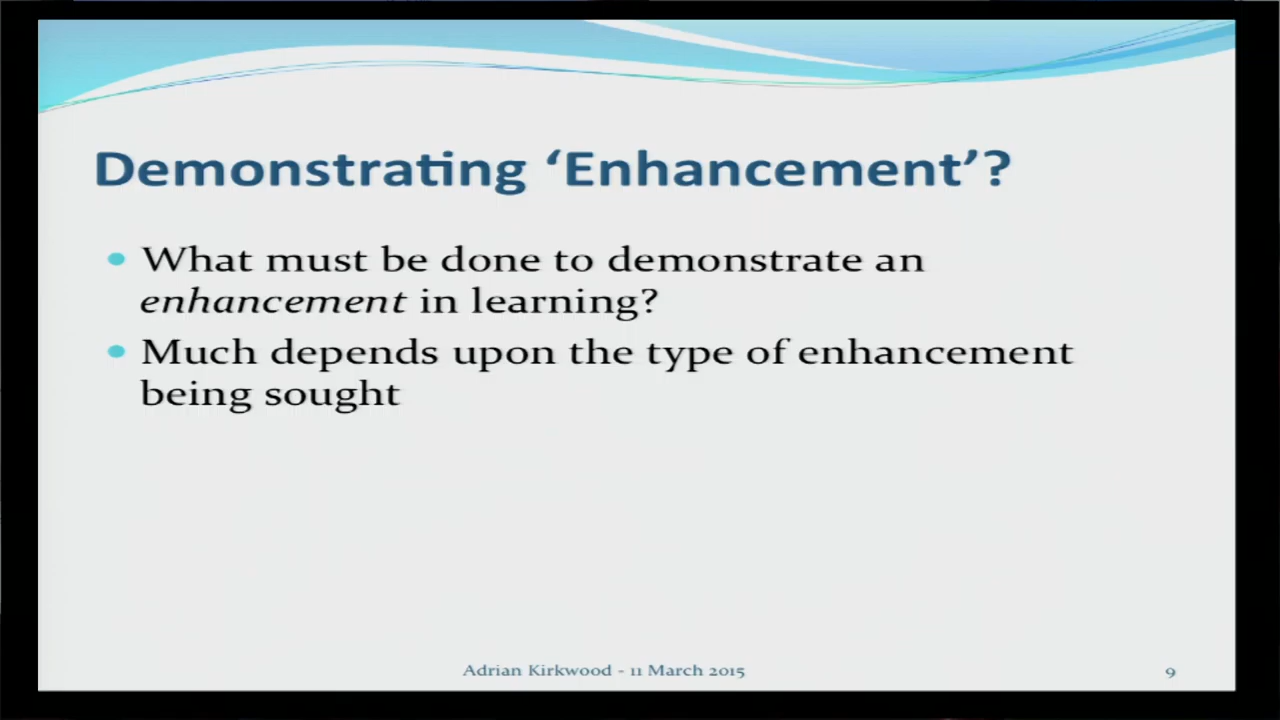 Demonstrating ‘Enhancement’?
• What must be done to demonstrate an
enhancement in learning?
• Much depends upon the type of enhancement
being sought
Adrian Kirkwood - 11 March 2015
9